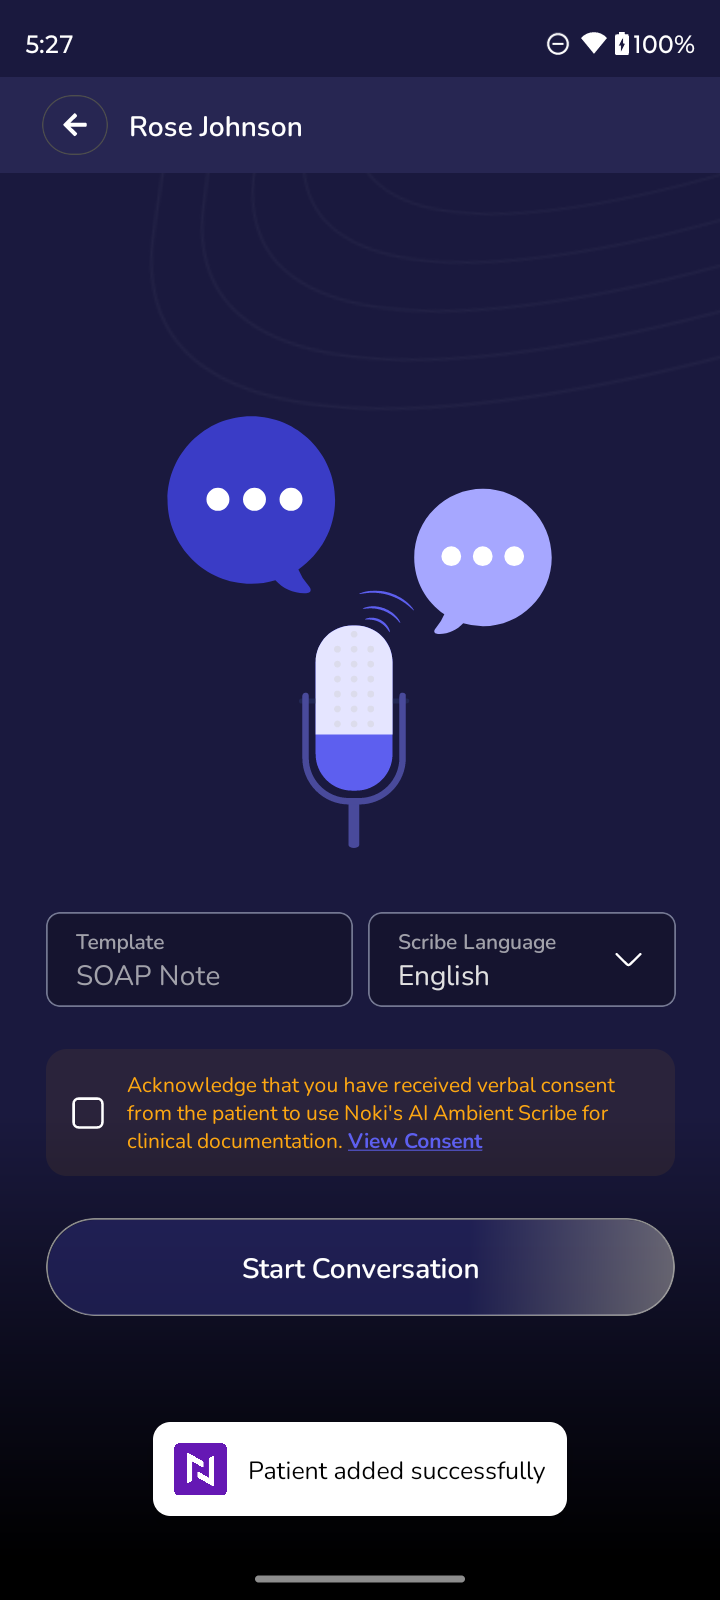 5:27
100%
Rose Johnson
Template
SOAP Note
Scribe Language
English
Acknowledge that you have received verbal consent
from the patient to use Noki's AI Ambient Scribe for
clinical documentation. View Consent
Start Conversation
Patient added successfully